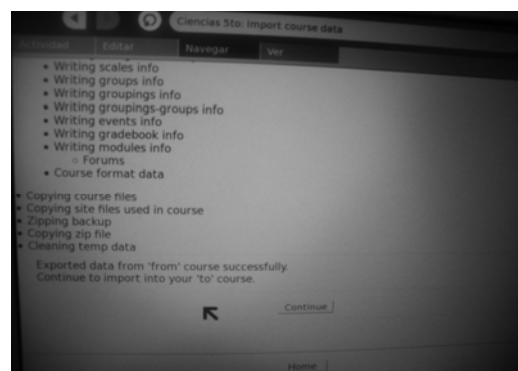 Ciencias 5to: Import course data
Actividad Editar Navegar Ver
Writing scales info
Writing groups info
Writing groupings info
Writing groupings-groups info
Writing events info
Writing gradebook info
Writing modules info
Forums
Course format data
Copying course files
Copying site files used in course
Zipping backup
Copying zip file
Cleaning temp data
Exported data from 'from' course successfully.
Continue to import into your 'to' course.
Continue
Home